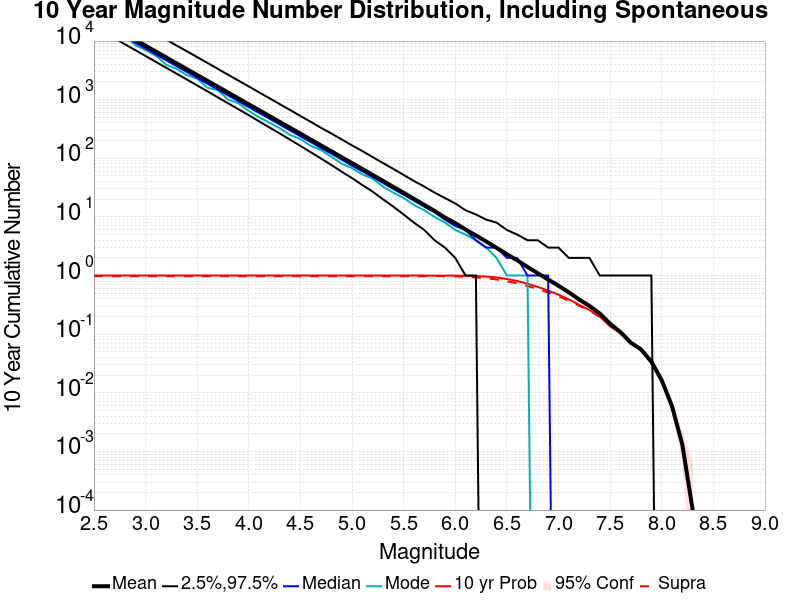 10 Year Magnitude Number Distribution, Including Spontaneous
10 Year Cumulative Number
10^4
10^3
10^2
10^1
10^0
10^-1
10^-2
10^-3
10^-4
2.5 3.0 3.5 4.0 4.5 5.0 5.5 6.0 6.5 7.0 7.5 8.0 8.5 9.0
Magnitude
Mean 2.5%,97.5% Median Mode 10 yr Prob 95% Conf Supra